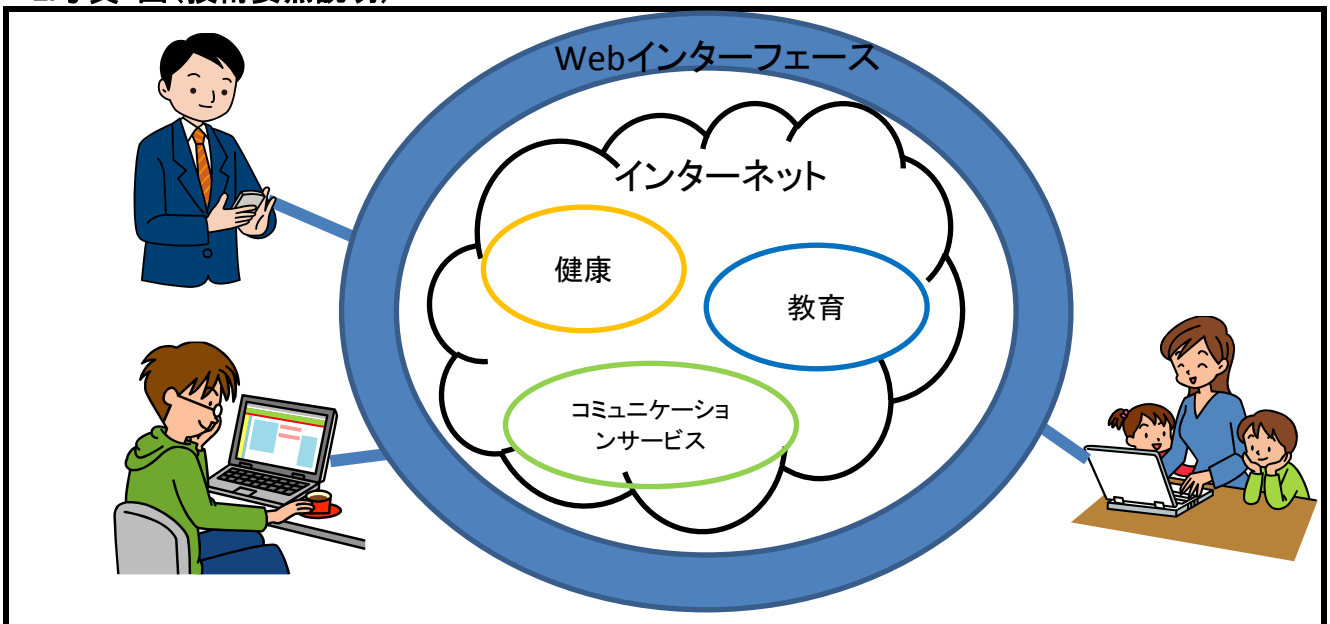 Webインターフェース
インターネット
健康
教育
コミュニケーショ
ンサービス